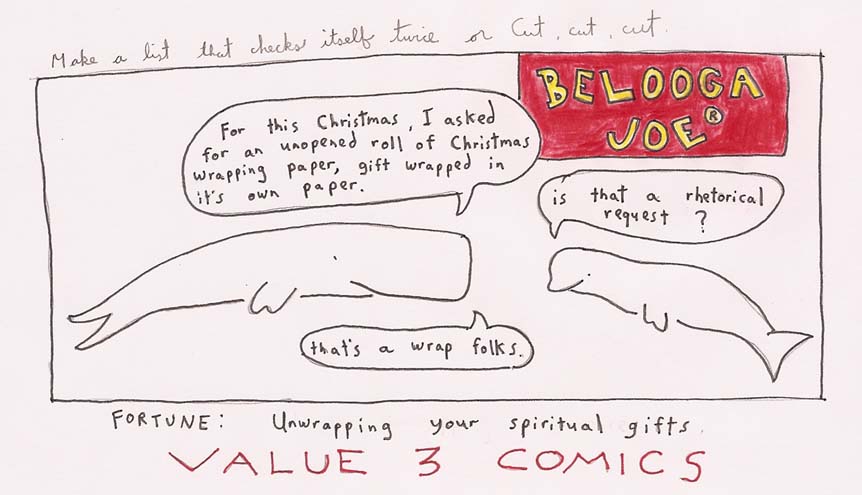 Make a list that checks itself twice or Cut, cut, cut.
BELOOGA
JOE®
For this Christmas, I asked
for an unopened roll of Christmas
wrapping paper, gift wrapped in
it's own paper.
is that a rhetorical
request ?
that's a wrap folks.
FORTUNE: Unwrapping your spiritual gifts.
VALUE 3 COMICS